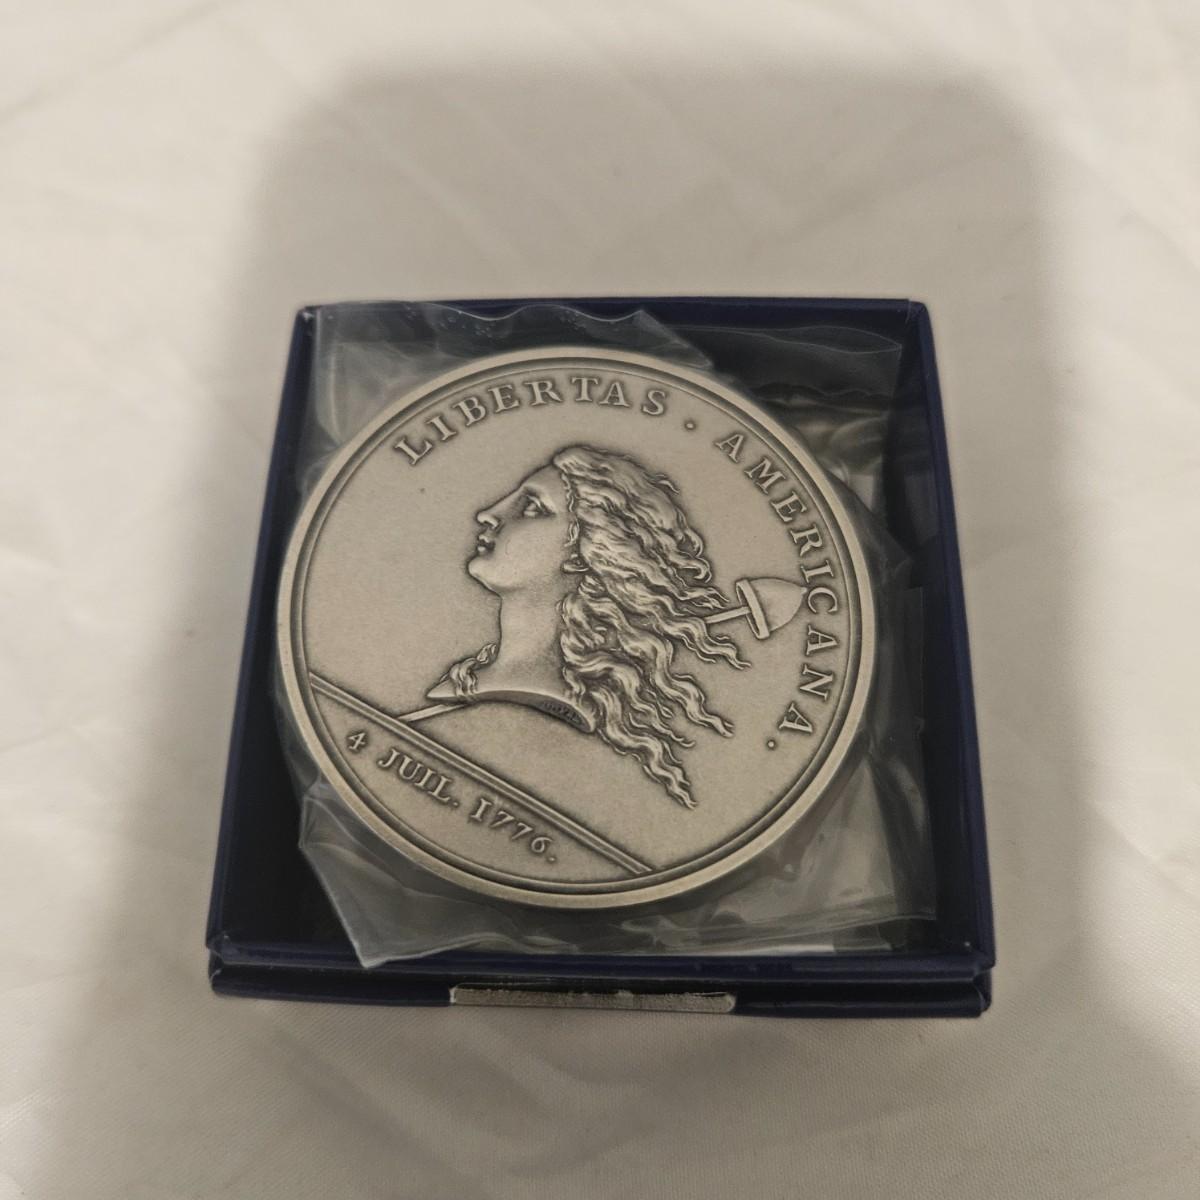 LIBERTAS . AMERICANA .
4 JUIL. 1776.